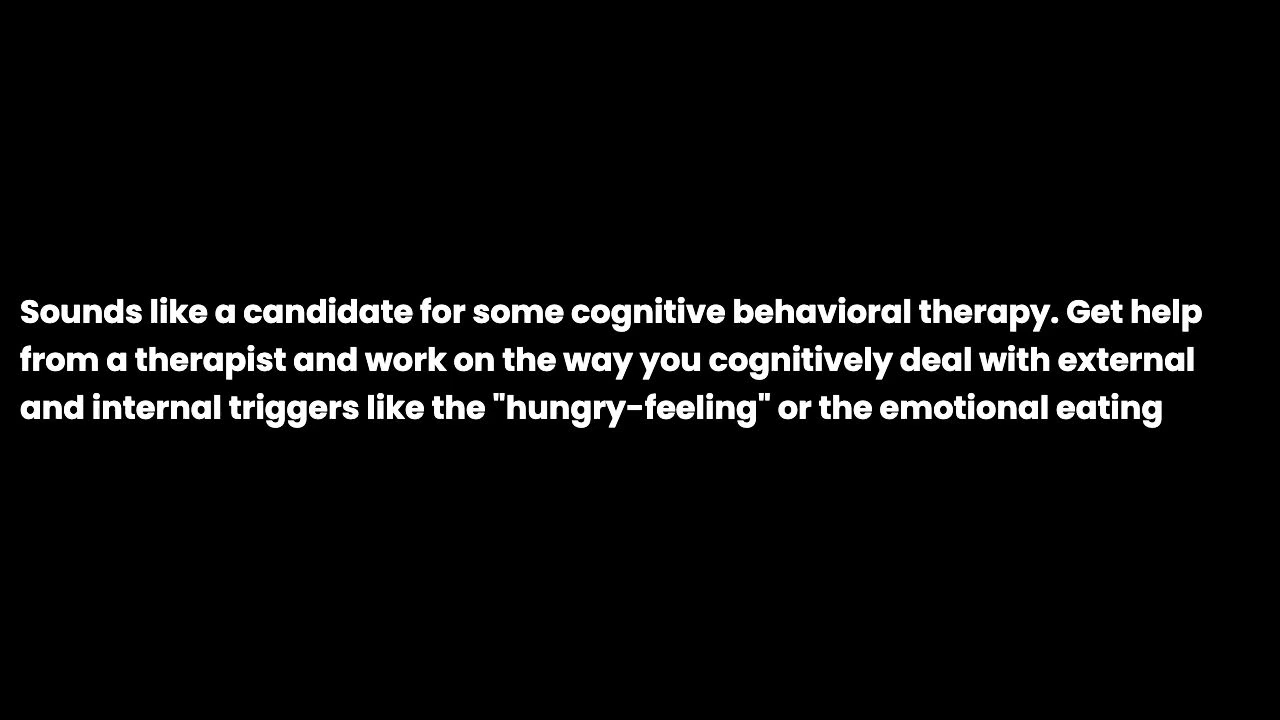 Sounds like a candidate for some cognitive behavioral therapy. Get help
from a therapist and work on the way you cognitively deal with external
and internal triggers like the "hungry-feeling" or the emotional eating